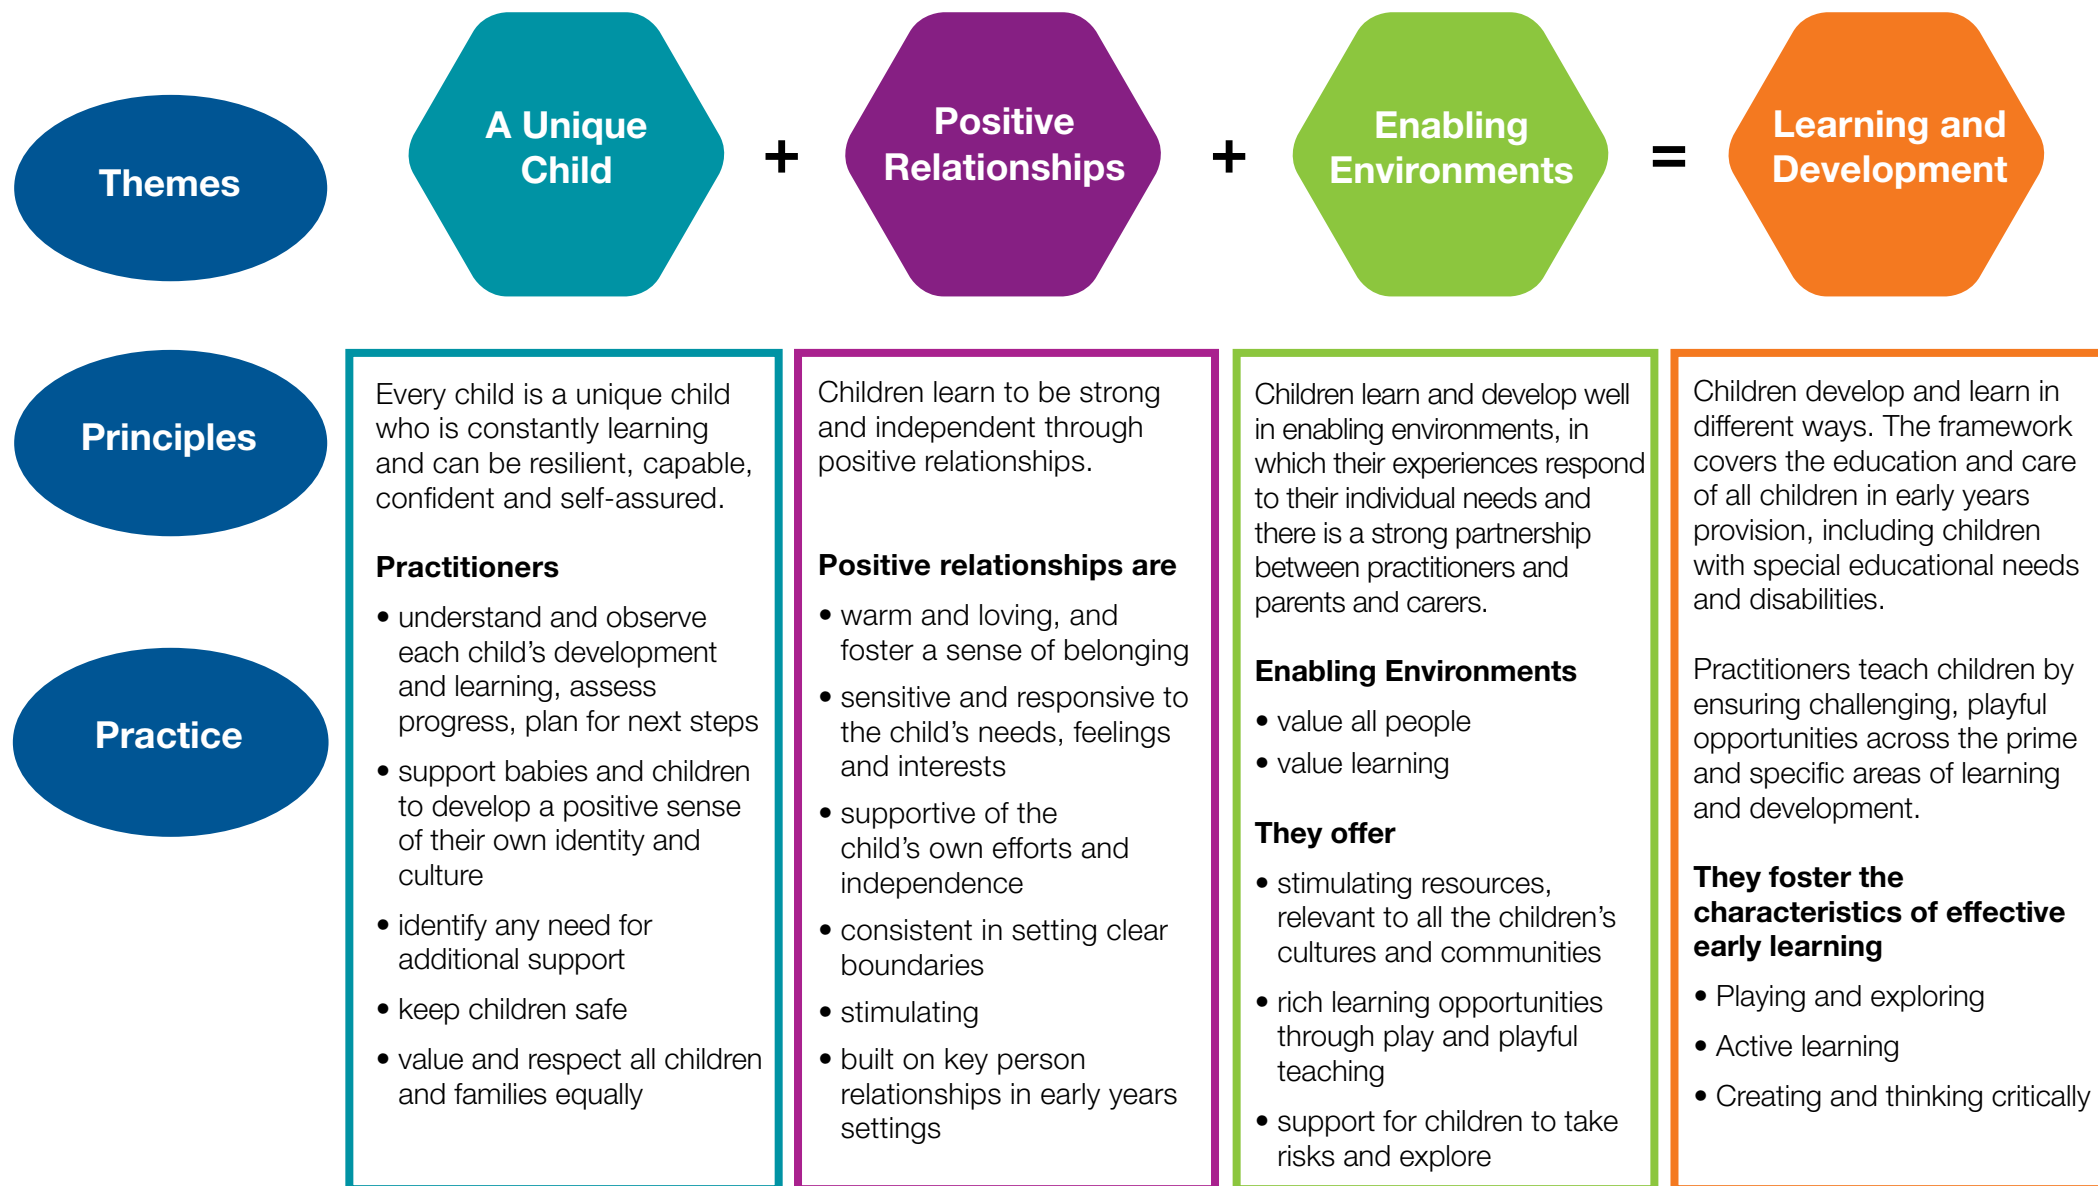 Themes
A Unique
Child
+
Positive
Relationships
+
Enabling
Environments
=
Learning and
Development
Principles
Practice
Every child is a unique child
who is constantly learning
and can be resilient, capable,
confident and self-assured.
Practitioners
• understand and observe
each child’s development
and learning, assess
progress, plan for next steps
• support babies and children
to develop a positive sense
of their own identity and
culture
• identify any need for
additional support
• keep children safe
• value and respect all children
and families equally
Children learn to be strong
and independent through
positive relationships.
Positive relationships are
• warm and loving, and
foster a sense of belonging
• sensitive and responsive to
the child’s needs, feelings
and interests
• supportive of the
child’s own efforts and
independence
• consistent in setting clear
boundaries
• stimulating
• built on key person
relationships in early years
settings
Children learn and develop well
in enabling environments, in
which their experiences respond
to their individual needs and
there is a strong partnership
between practitioners and
parents and carers.
Enabling Environments
• value all people
• value learning
They offer
• stimulating resources,
relevant to all the children’s
cultures and communities
• rich learning opportunities
through play and playful
teaching
• support for children to take
risks and explore
Children develop and learn in
different ways. The framework
covers the education and care
of all children in early years
provision, including children
with special educational needs
and disabilities.
Practitioners teach children by
ensuring challenging, playful
opportunities across the prime
and specific areas of learning
and development.
They foster the
characteristics of effective
early learning
• Playing and exploring
• Active learning
• Creating and thinking critically